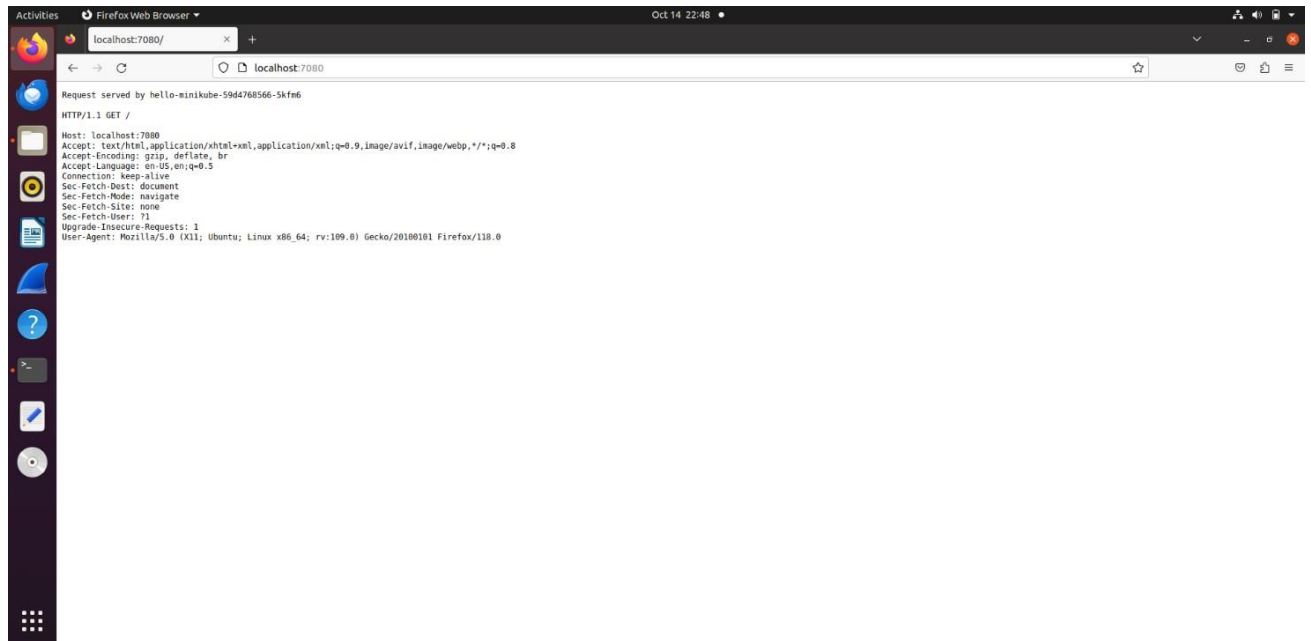 Activities Firefox Web Browser Oct 14 22:48
localhost:7080/
localhost:7080
Request served by hello-minikube-59d4768566-5kfm6
HTTP/1.1 GET /
Host: localhost:7080
Accept: text/html,application/xhtml+xml,application/xml;q=0.9,image/avif,image/webp,*/*;q=0.8
Accept-Encoding: gzip, deflate, br
Accept-Language: en-US,en;q=0.5
Connection: keep-alive
Sec-Fetch-Dest: document
Sec-Fetch-Mode: navigate
Sec-Fetch-Site: none
Sec-Fetch-User: ?1
Upgrade-Insecure-Requests: 1
User-Agent: Mozilla/5.0 (X11; Ubuntu; Linux x86_64; rv:109.0) Gecko/20100101 Firefox/118.0